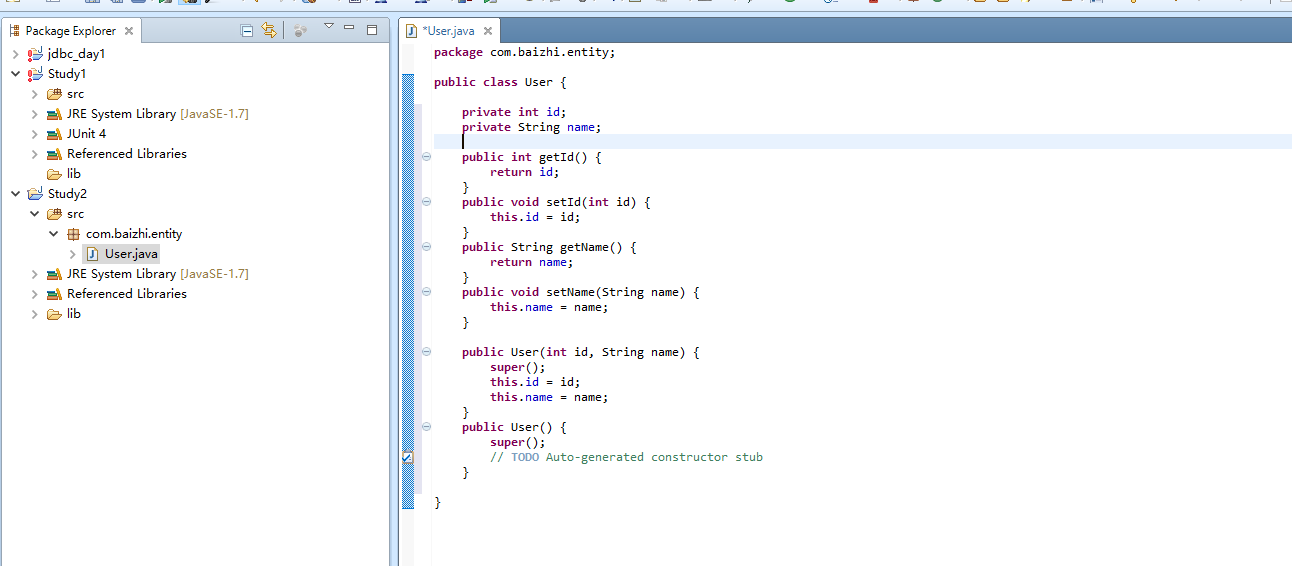 Package Explorer
jdbc_day1
Study1
src
JRE System Library [JavaSE-1.7]
JUnit 4
Referenced Libraries
lib
Study2
src
com.baizhi.entity
User.java
JRE System Library [JavaSE-1.7]
Referenced Libraries
lib
*User.java
package com.baizhi.entity;
public class User {
private int id;
private String name;
public int getId() {
return id;
}
public void setId(int id) {
this.id = id;
}
public String getName() {
return name;
}
public void setName(String name) {
this.name = name;
}
public User(int id, String name) {
super();
this.id = id;
this.name = name;
}
public User() {
super();
// TODO Auto-generated constructor stub
}
}